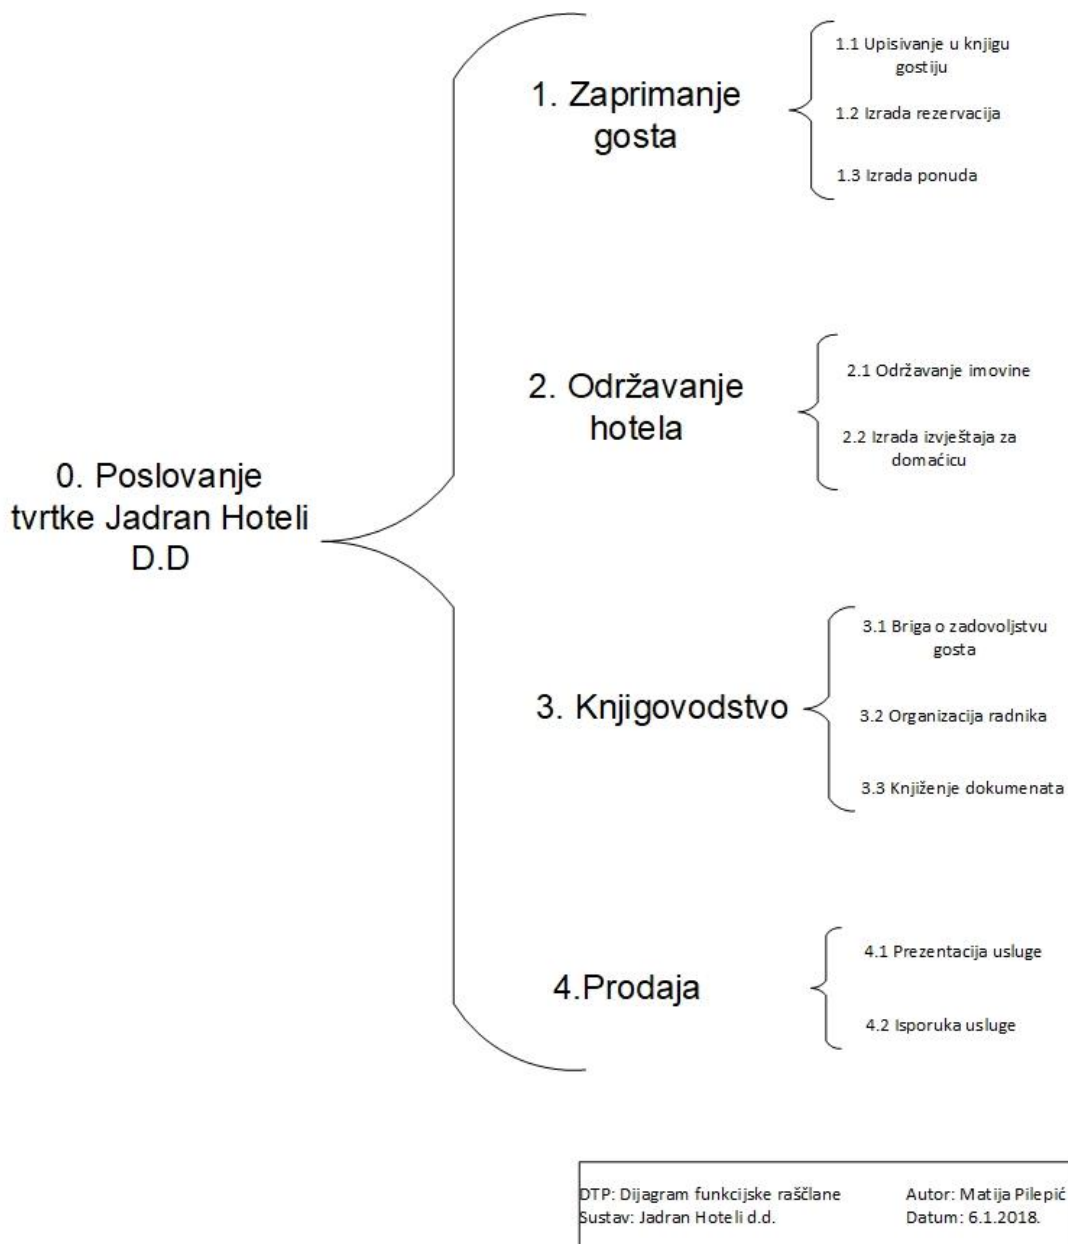 0. Poslovanje
tvrtke Jadran Hoteli
D.D
1. Zaprimanje
gosta
1.1 Upisivanje u knjigu
gostiju
1.2 Izrada rezervacija
1.3 Izrada ponuda
2. Održavanje
hotela
2.1 Održavanje imovine
2.2 Izrada izvještaja za
domaćicu
3. Knjigovodstvo
3.1 Briga o zadovoljstvu
gosta
3.2 Organizacija radnika
3.3 Knjiženje dokumenata
4.Prodaja
4.1 Prezentacija usluge
4.2 Isporuka usluge
DTP: Dijagram funkcijske raščlane
Sustav: Jadran Hoteli d.d.
Autor: Matija Pilepić
Datum: 6.1.2018.